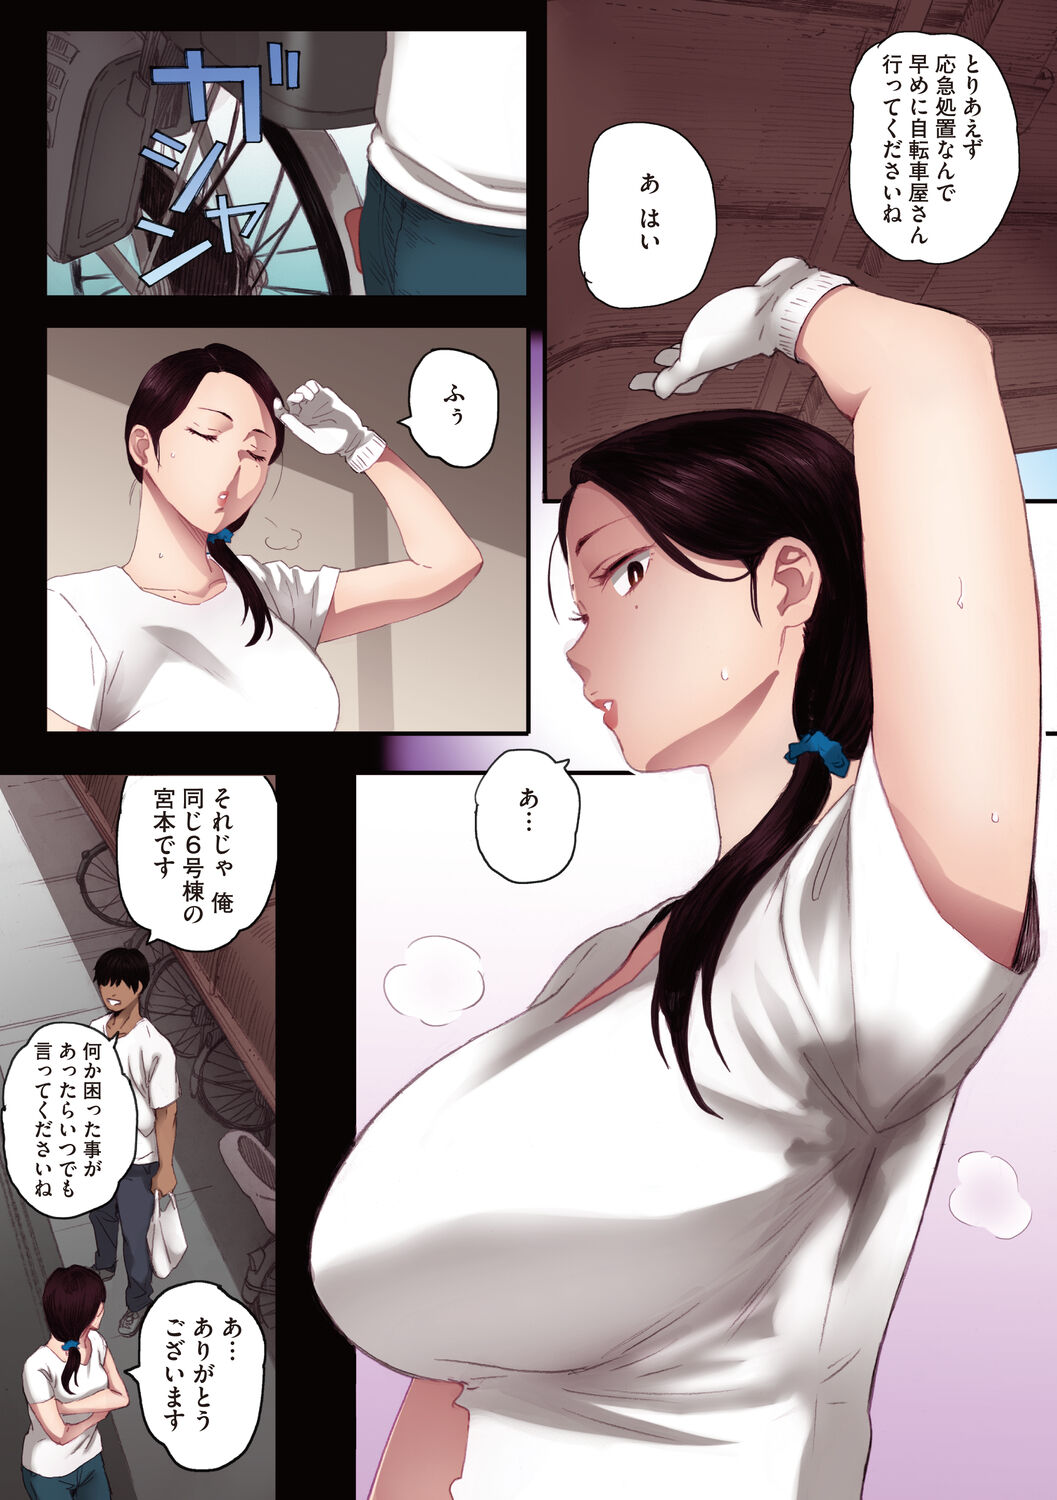 とりあえず
応急処置なんで
早めに自転車屋さん
行ってくださいね
あ はい
ガシャン
ふぅ
あ…
それじゃ 俺
同じ6号棟の
宮本です
何か困った事が
あったらいつでも
言ってくださいね
あ…
ありがとう
ございます